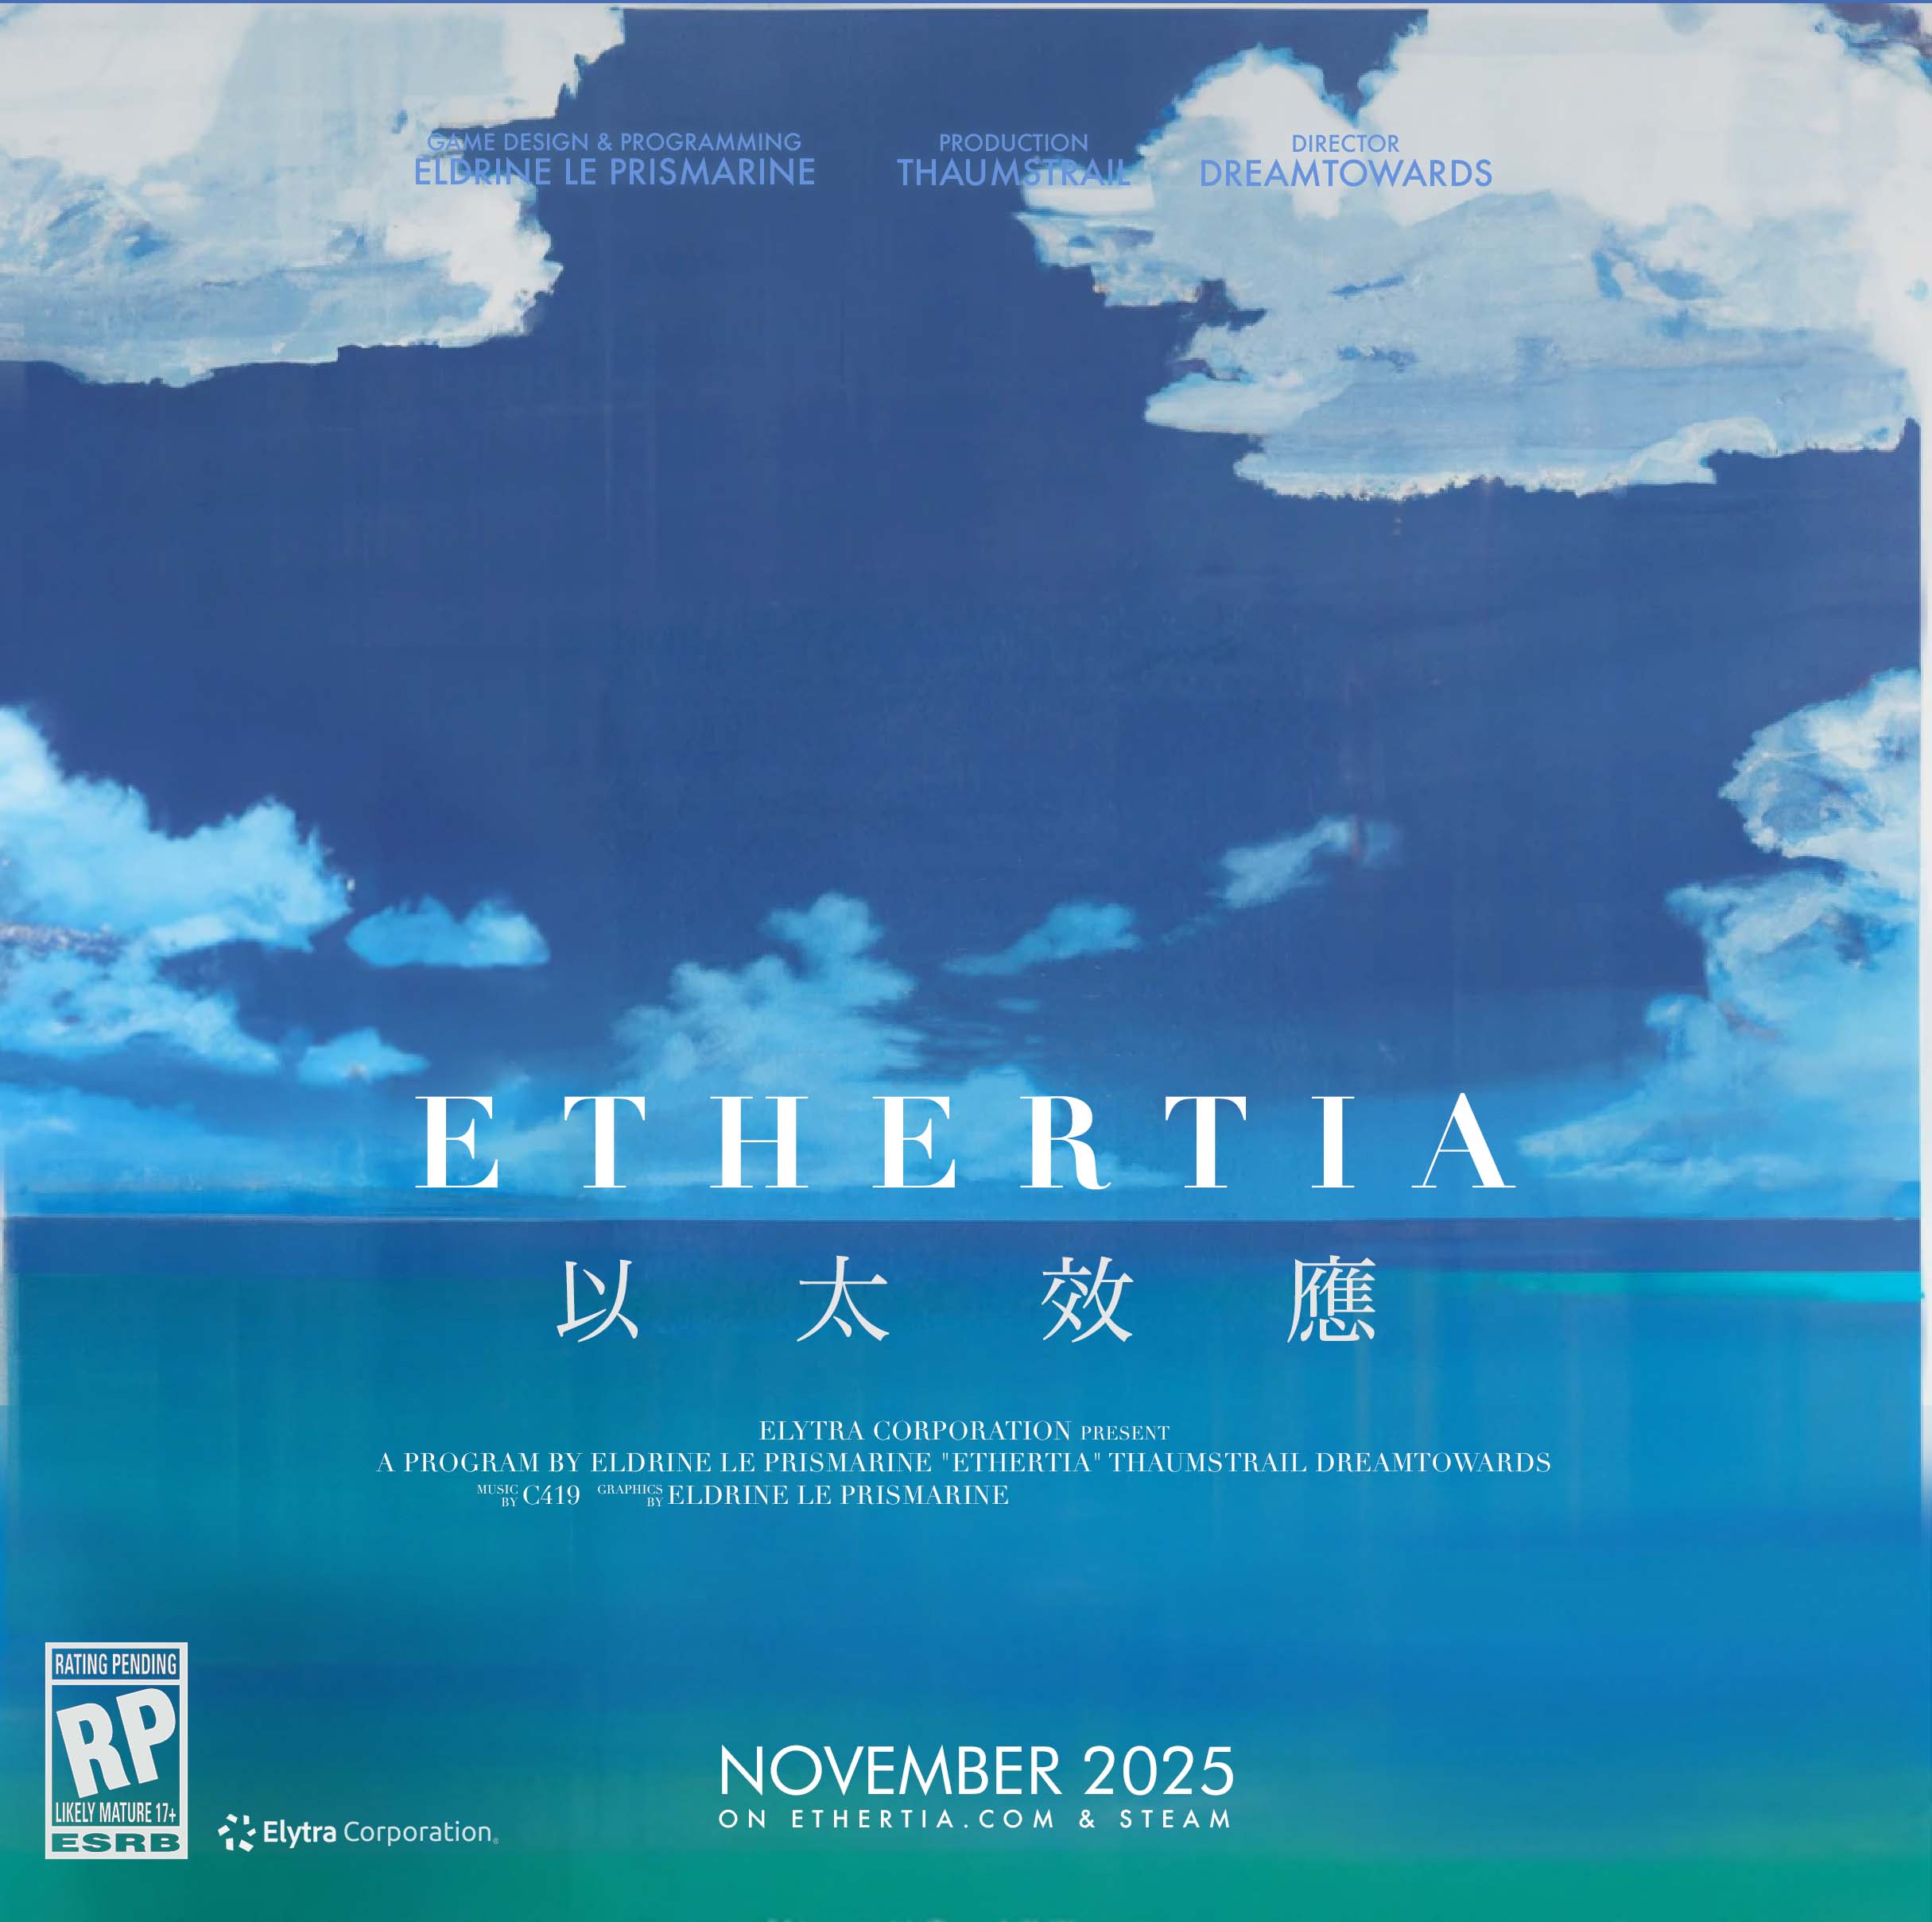 GAME DESIGN & PROGRAMMING
ELDRINE LE PRISMARINE
PRODUCTION
THAUMSTRAIL
DIRECTOR
DREAMTOWARDS
ETHERTIA
以太效應
ELYTRA CORPORATION PRESENT
A PROGRAM BY ELDRINE LE PRISMARINE "ETHERTIA" THAUMSTRAIL DREAMTOWARDS
MUSIC BY C419 GRAPHICS BY ELDRINE LE PRISMARINE
RATING PENDING
RP
LIKELY MATURE 17+
ESRB
Elytra Corporation®
NOVEMBER 2025
ON ETHERTIA.COM & STEAM